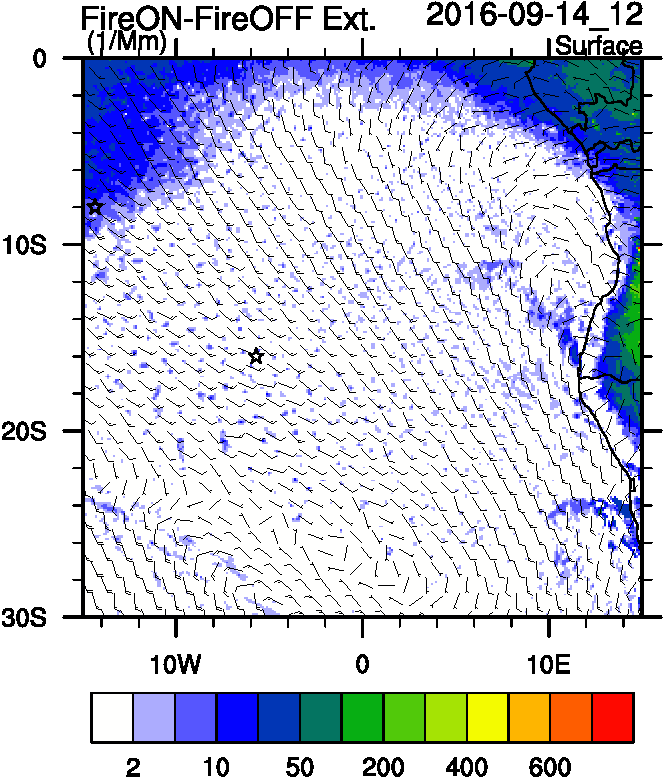 FireON-FireOFF Ext. 2016-09-14_12
(1/Mm) Surface
0
10S
20S
30S
10W 0 10E
2 10 50 200 400 600